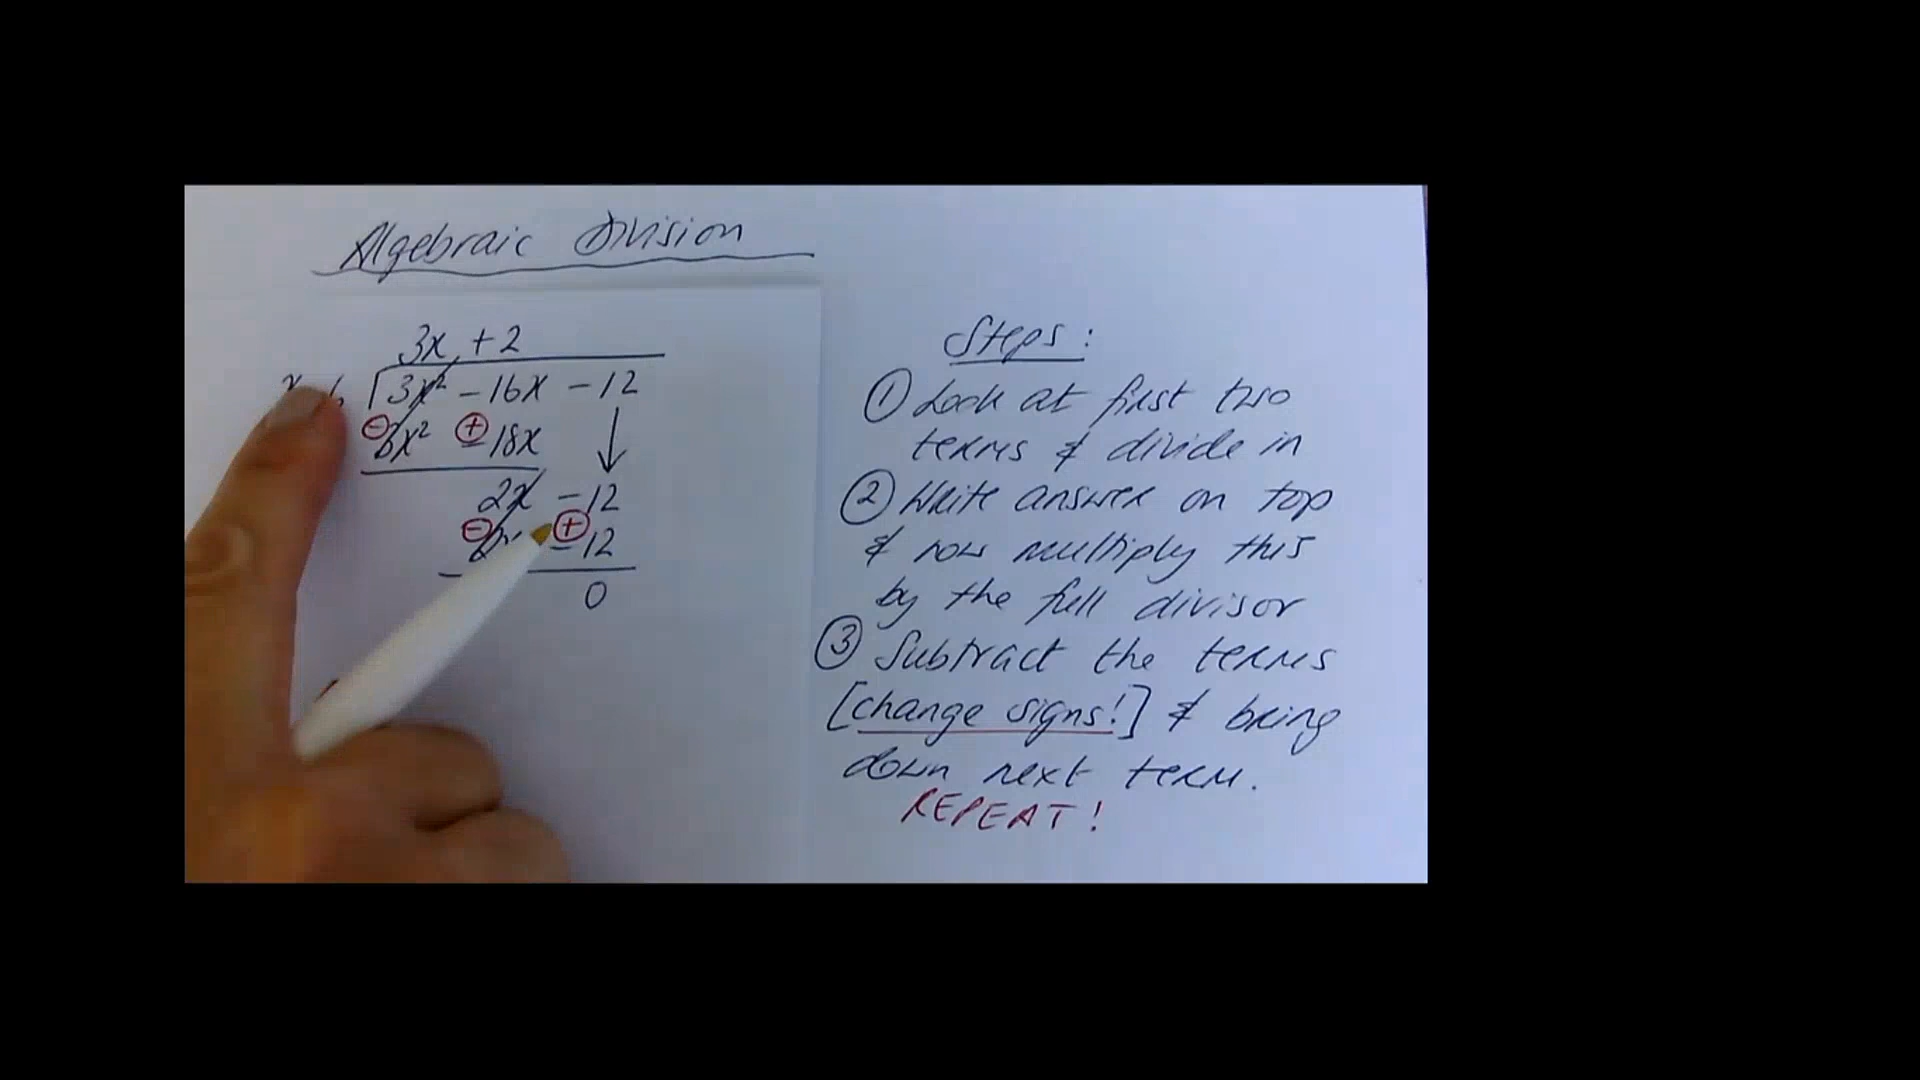 Algebraic Division
3x + 2
3x² - 16x - 12
⊖ 3x² ⊕ - 18x
2x - 12
⊖ ⊕ - 12
0
Steps:
① Look at first two
terms & divide in
② Write answer on top
& now multiply this
by the full divisor
③ Subtract the terms
[change signs!] & bring
down next term.
REPEAT!